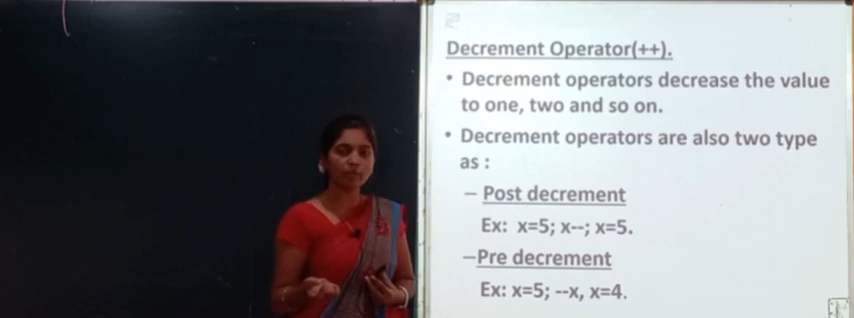 Decrement Operator(++).
• Decrement operators decrease the value
to one, two and so on.
• Decrement operators are also two type
as :
– Post decrement
Ex: x=5; x--; x=5.
–Pre decrement
Ex: x=5; --x, x=4.